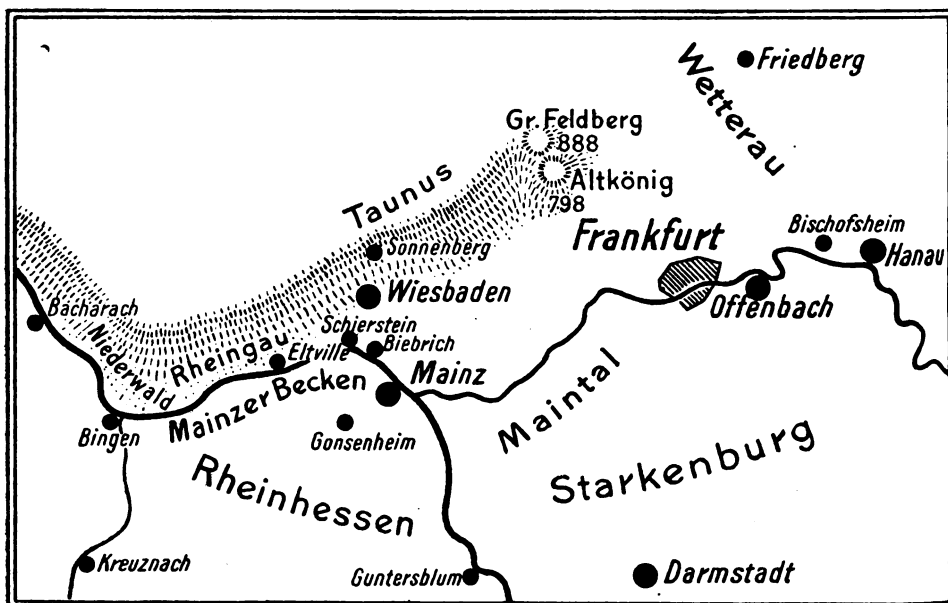 Friedberg
Wetterau
Gr. Feldberg
888
Altkönig
798
Taunus
Sonnenberg
Frankfurt
Bischofsheim
Hanau
Wiesbaden
Offenbach
Bacharach
Schierstein
Biebrich
Niederwald
Rheingau
Eltville
Mainz
Mainzer Becken
Maintal
Bingen
Gonsenheim
Starkenburg
Rheinhessen
Kreuznach
Guntersblum
Darmstadt